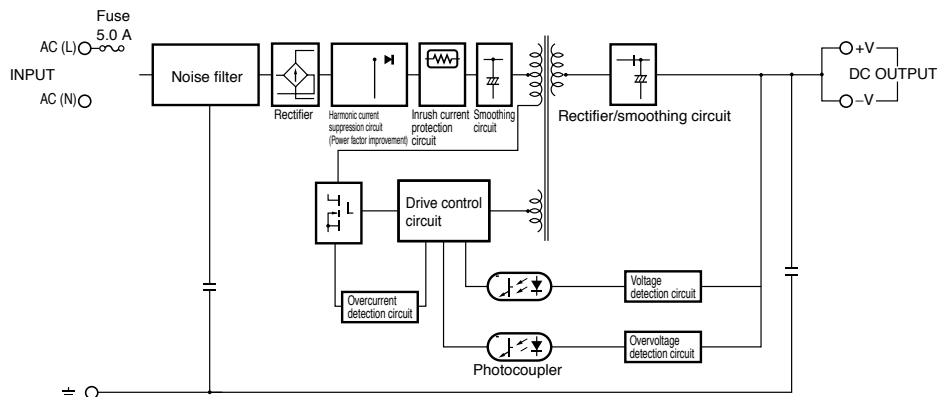 Fuse
5.0 A
AC (L)
INPUT
AC (N)
Noise filter
Rectifier
Harmonic current
suppression circuit
(Power factor improvement)
Inrush current
protection
circuit
Smoothing
circuit
Rectifier/smoothing circuit
+V
DC OUTPUT
−V
Drive control
circuit
Overcurrent
detection circuit
Voltage
detection circuit
Overvoltage
detection circuit
Photocoupler